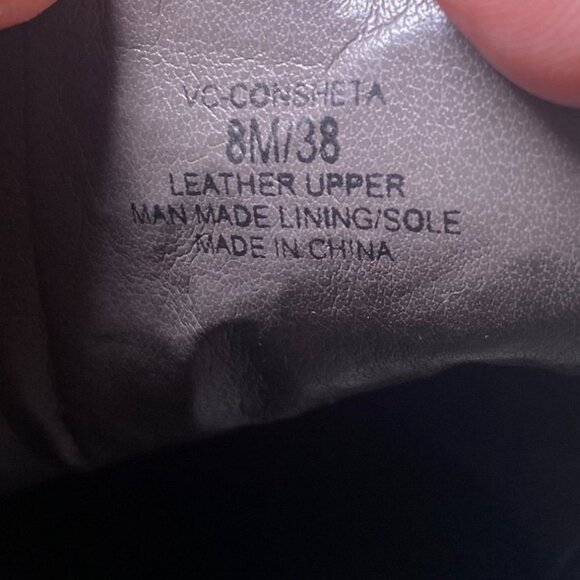 VC-CONSHETA
8M/38
LEATHER UPPER
MAN MADE LINING/SOLE
MADE IN CHINA